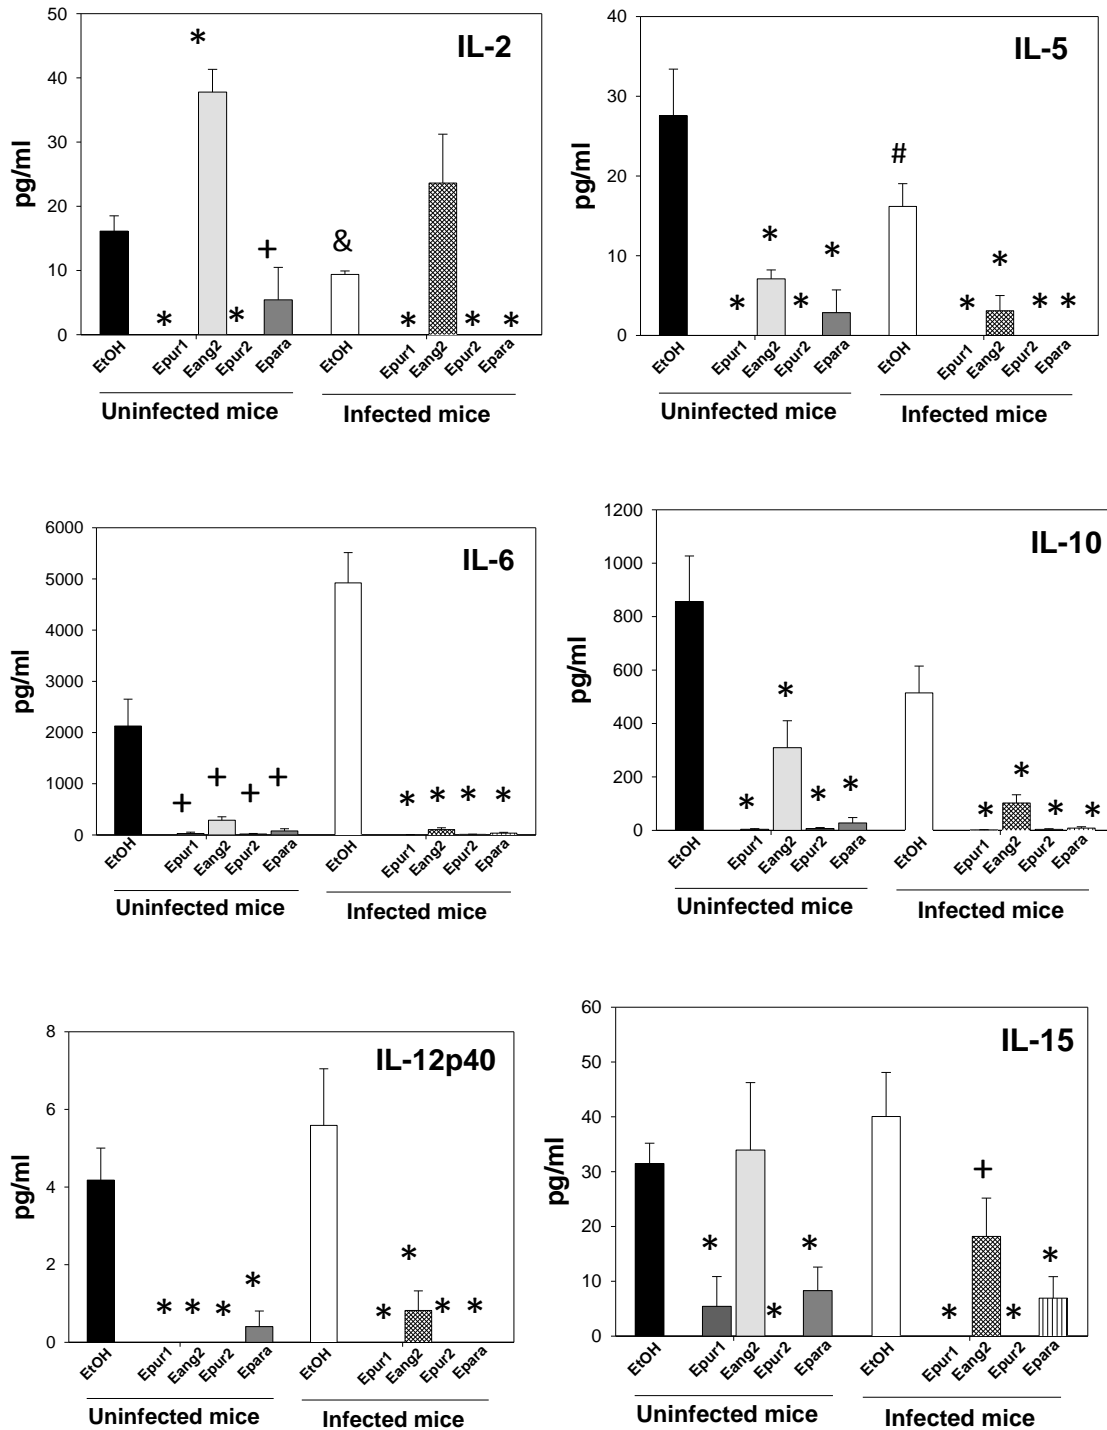 IL-2
pg/ml
50
40
30
20
10
0
*
*
*
+
&
*
*
*
EtOH
Epur1
Eang2
Epur2
Epara
EtOH
Epur1
Eang2
Epur2
Epara
Uninfected mice
Infected mice
IL-5
pg/ml
40
30
20
10
0
*
*
*
*
#
*
*
*
*
EtOH
Epur1
Eang2
Epur2
Epara
EtOH
Epur1
Eang2
Epur2
Epara
Uninfected mice
Infected mice
IL-6
pg/ml
6000
5000
4000
3000
2000
1000
0
+
+
+
+
*
*
*
*
EtOH
Epur1
Eang2
Epur2
Epara
EtOH
Epur1
Eang2
Epur2
Epara
Uninfected mice
Infected mice
IL-10
pg/ml
1200
1000
800
600
400
200
0
*
*
*
*
*
*
*
*
EtOH
Epur1
Eang2
Epur2
Epara
EtOH
Epur1
Eang2
Epur2
Epara
Uninfected mice
Infected mice
IL-12p40
pg/ml
8
6
4
2
0
*
*
*
*
*
*
*
*
EtOH
Epur1
Eang2
Epur2
Epara
EtOH
Epur1
Eang2
Epur2
Epara
Uninfected mice
Infected mice
IL-15
pg/ml
60
50
40
30
20
10
0
*
*
*
*
+
*
*
EtOH
Epur1
Eang2
Epur2
Epara
EtOH
Epur1
Eang2
Epur2
Epara
Uninfected mice
Infected mice